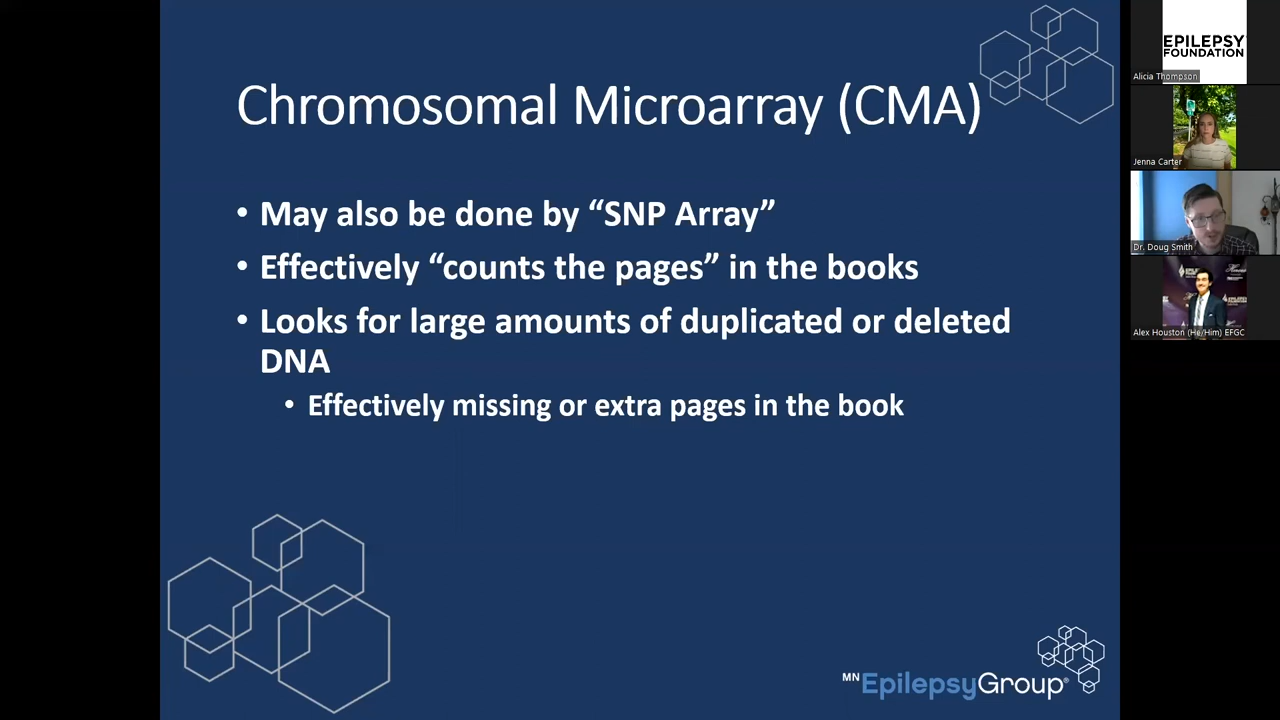 Chromosomal Microarray (CMA)
• May also be done by “SNP Array”
• Effectively “counts the pages” in the books
• Looks for large amounts of duplicated or deleted
DNA
• Effectively missing or extra pages in the book
MN EpilepsyGroup®
EPILEPSY
FOUNDATION
Alicia Thompson
Jenna Carter
Dr. Doug Smith
Alex Houston (He/Him) EFGC